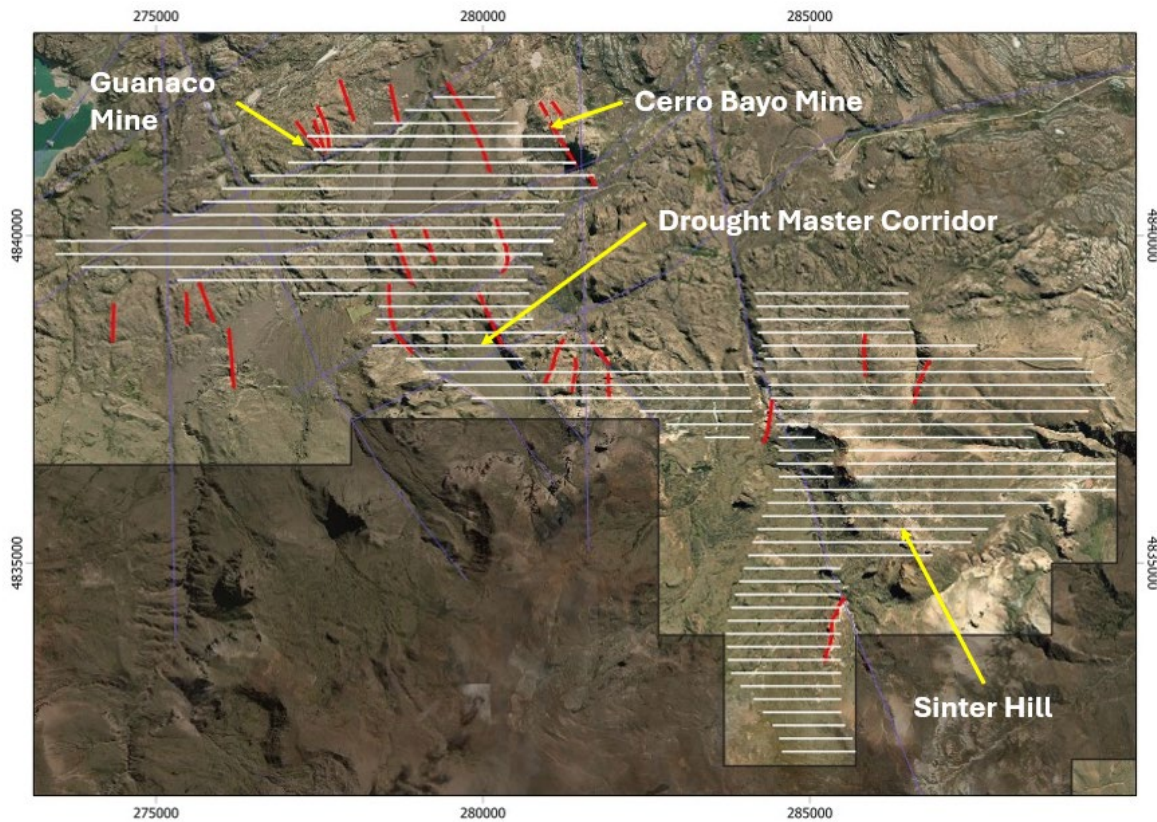 275000
280000
285000
Guanaco
Mine
Cerro Bayo Mine
Drought Master Corridor
4840000
4840000
4835000
4835000
Sinter Hill
275000
280000
285000